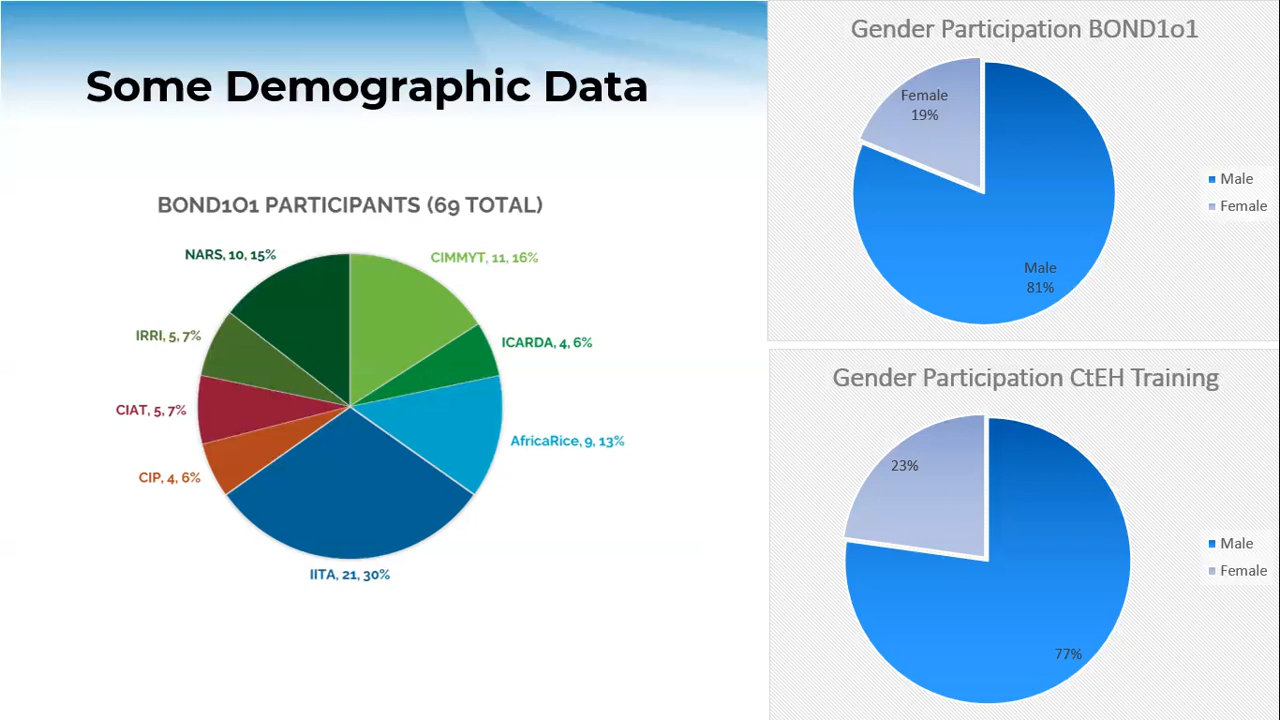 Some Demographic Data
BOND1O1 PARTICIPANTS (69 TOTAL)
NARS, 10, 15%
CIMMYT, 11, 16%
IRRI, 5, 7%
ICARDA, 4, 6%
CIAT, 5, 7%
AfricaRice, 9, 13%
CIP, 4, 6%
IITA, 21, 30%
Gender Participation BOND1o1
Female
19%
Male
81%
Male
Female
Gender Participation CtEH Training
23%
77%
Male
Female